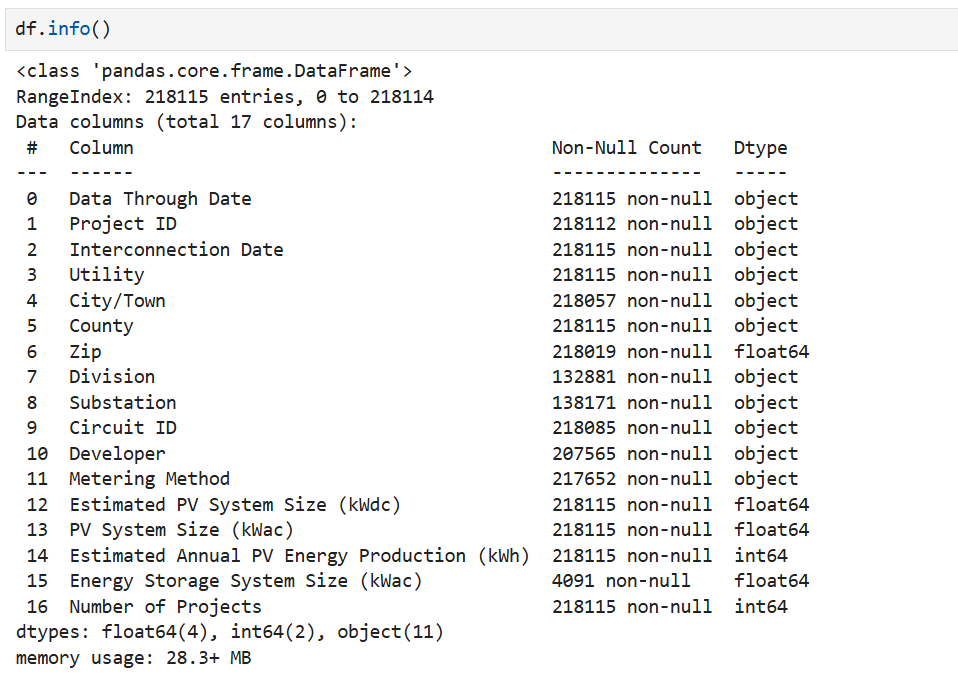 df.info()
<class 'pandas.core.frame.DataFrame'>
RangeIndex: 218115 entries, 0 to 218114
Data columns (total 17 columns):
 #   Column                                       Non-Null Count   Dtype
---  ------                                       --------------   -----
 0   Data Through Date                            218115 non-null  object
 1   Project ID                                   218112 non-null  object
 2   Interconnection Date                         218115 non-null  object
 3   Utility                                      218115 non-null  object
 4   City/Town                                    218057 non-null  object
 5   County                                       218115 non-null  object
 6   Zip                                          218019 non-null  float64
 7   Division                                     132881 non-null  object
 8   Substation                                   138171 non-null  object
 9   Circuit ID                                   218085 non-null  object
 10  Developer                                    207565 non-null  object
 11  Metering Method                              217652 non-null  object
 12  Estimated PV System Size (kWdc)              218115 non-null  float64
 13  PV System Size (kWac)                        218115 non-null  float64
 14  Estimated Annual PV Energy Production (kWh)  218115 non-null  int64
 15  Energy Storage System Size (kWac)            4091 non-null    float64
 16  Number of Projects                           218115 non-null  int64
dtypes: float64(4), int64(2), object(11)
memory usage: 28.3+ MB